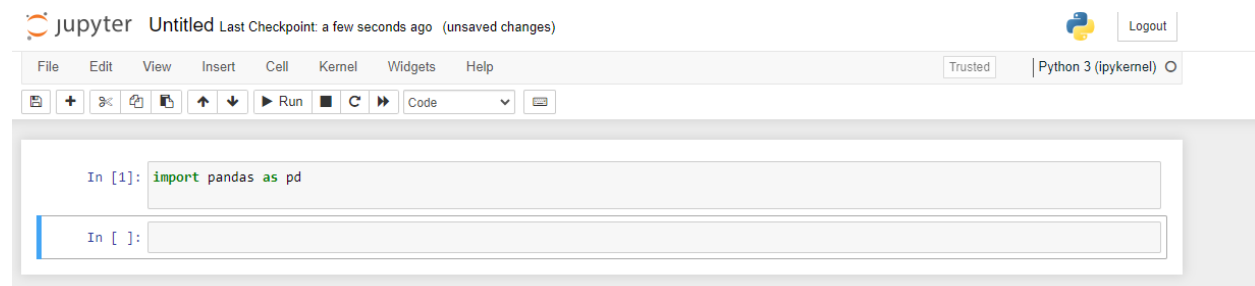 jupyter Untitled Last Checkpoint: a few seconds ago (unsaved changes) Logout
File Edit View Insert Cell Kernel Widgets Help Trusted Python 3 (ipykernel)
Run Code
In [1]: import pandas as pd
In [ ]: